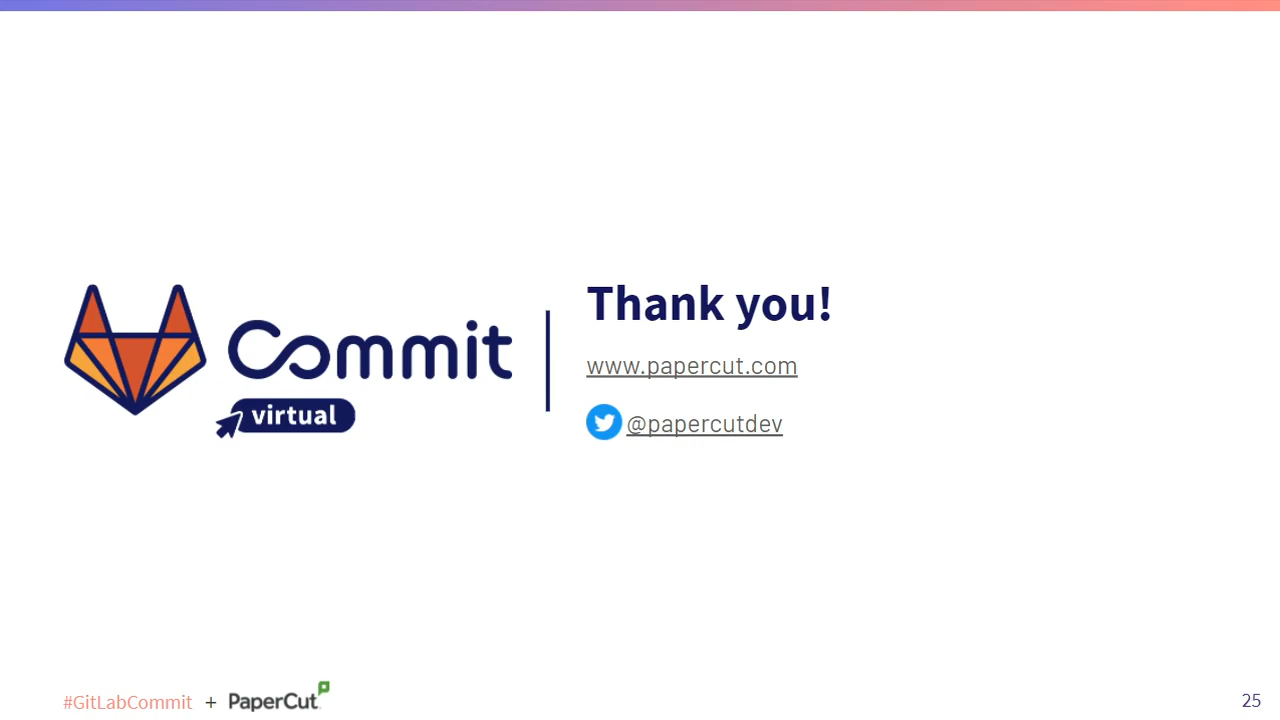 Commit
virtual
Thank you!
www.papercut.com
@papercutdev
#GitLabCommit + PaperCut
25